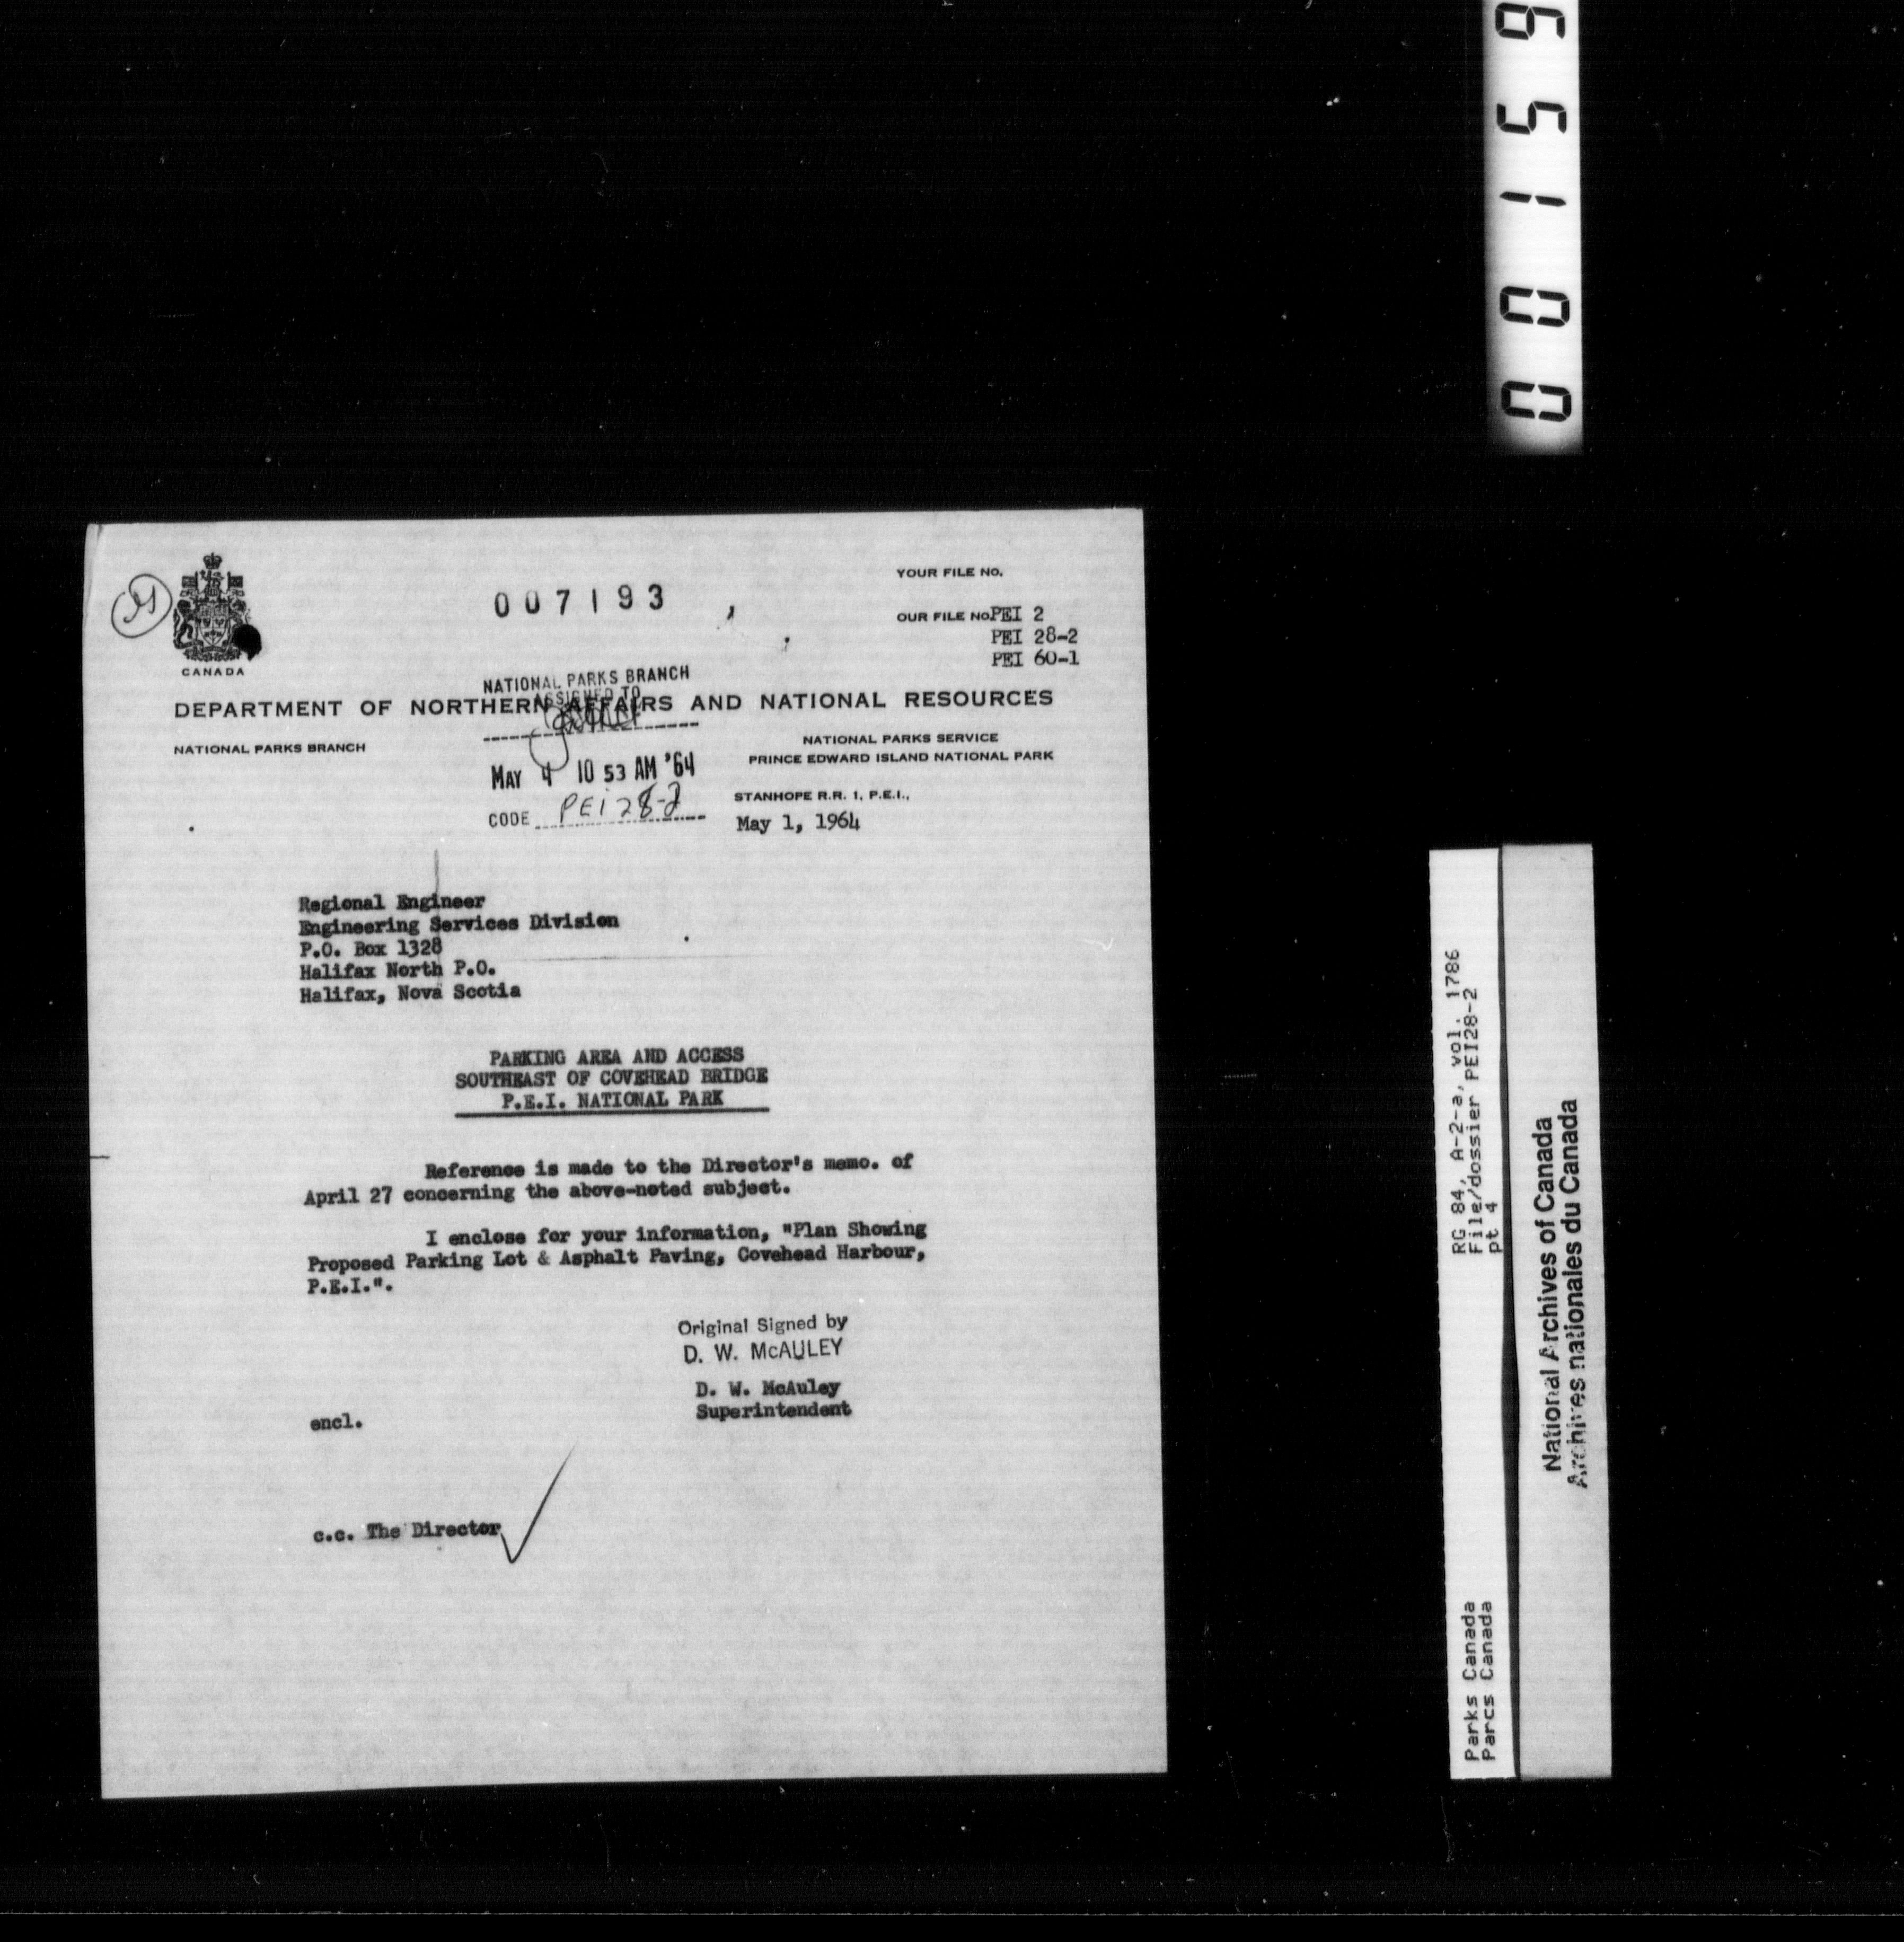 00159
YOUR FILE No.
007193
OUR FILE No. PEI 2
PEI 28-2
PEI 60-1
CANADA
NATIONAL PARKS BRANCH
ASSIGNED TO
DEPARTMENT OF NORTHERN AFFAIRS AND NATIONAL RESOURCES
NATIONAL PARKS BRANCH
NATIONAL PARKS SERVICE
PRINCE EDWARD ISLAND NATIONAL PARK
MAY 4 10 53 AM '64
CODE PEI 28-2
STANHOPE R.R. 1, P.E.I.,
May 1, 1964
Regional Engineer
Engineering Services Division
P.O. Box 1328
Halifax North P.O.
Halifax, Nova Scotia
PARKING AREA AND ACCESS
SOUTHEAST OF COVEHEAD BRIDGE
P.E.I. NATIONAL PARK
Reference is made to the Director's memo. of
April 27 concerning the above-noted subject.
I enclose for your information, "Plan Showing
Proposed Parking Lot & Asphalt Paving, Covehead Harbour,
P.E.I.".
Original Signed by
D. W. McAULEY
D. W. McAuley
Superintendent
encl.
c.c. The Director
RG 84, A-2-a, vol. 1786
File/dossier PEI28-2
pt 4
Parks Canada
Parcs Canada
National Archives of Canada
Archives nationales du Canada